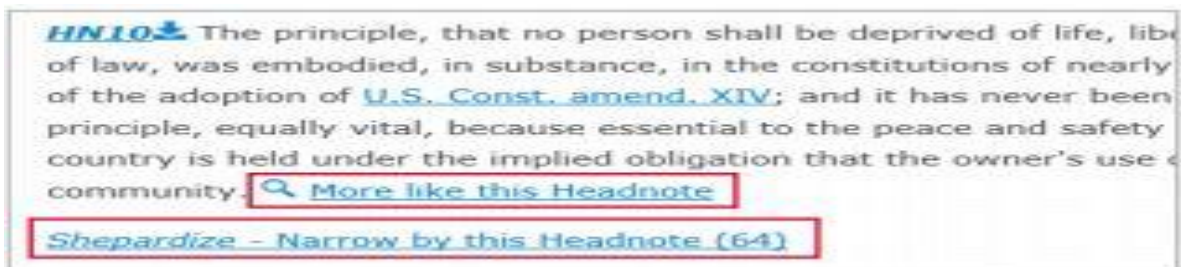 HN10 The principle, that no person shall be deprived of life, lib
of law, was embodied, in substance, in the constitutions of nearly
of the adoption of U.S. Const. amend. XIV; and it has never been
principle, equally vital, because essential to the peace and safety
country is held under the implied obligation that the owner's use
community. More like this Headnote
Shepardize - Narrow by this Headnote (64)